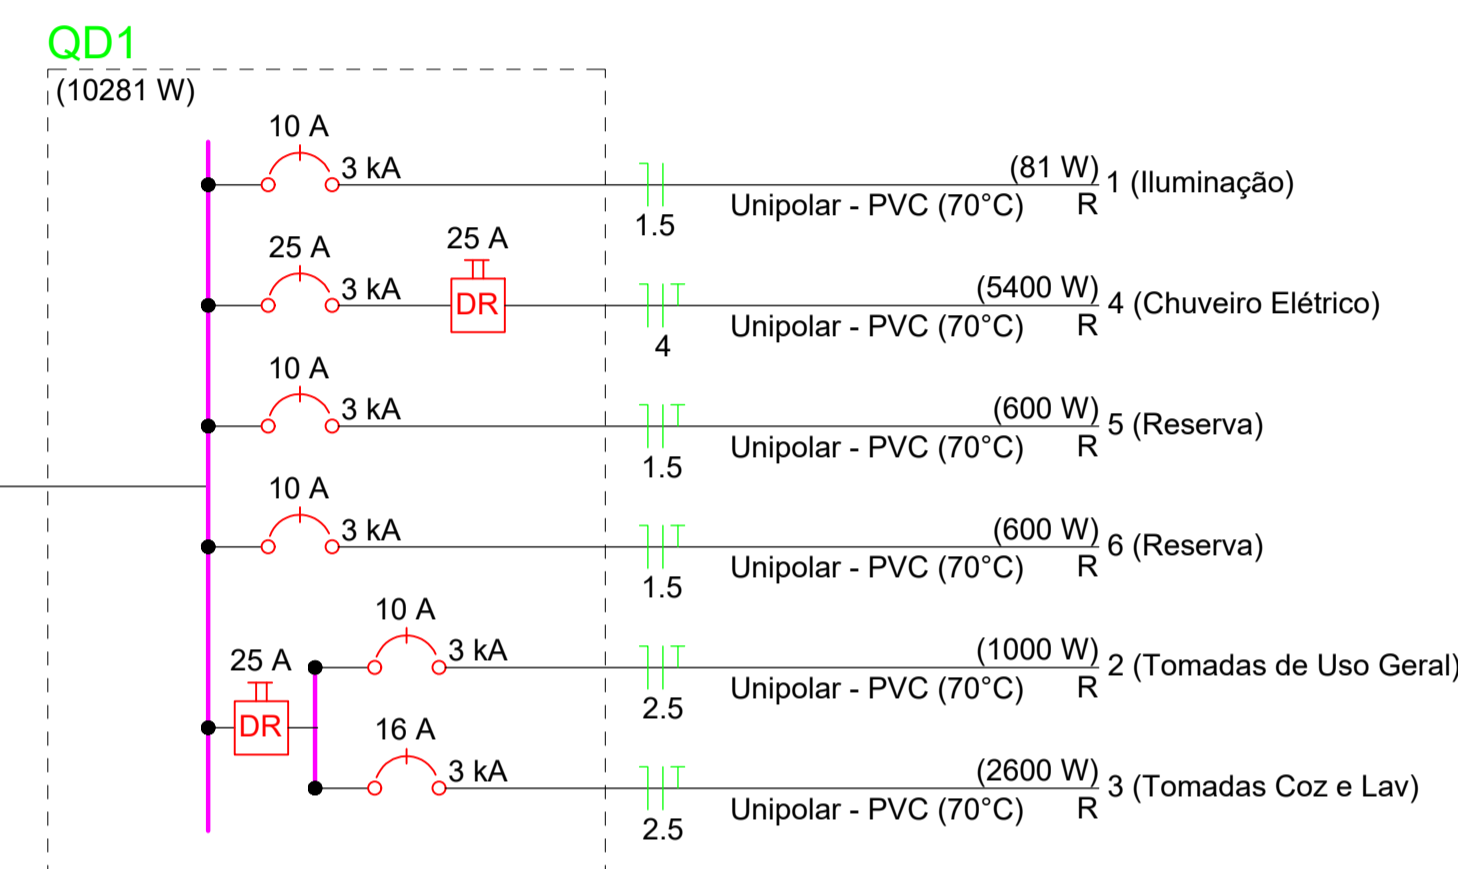 QD1
(10281 W)
10 A
3 kA
1.5
(81 W)
Unipolar - PVC (70°C)
R
1 (Iluminação)
25 A
3 kA
25 A
DR
4
(5400 W)
Unipolar - PVC (70°C)
R
4 (Chuveiro Elétrico)
10 A
3 kA
1.5
(600 W)
Unipolar - PVC (70°C)
R
5 (Reserva)
10 A
3 kA
1.5
(600 W)
Unipolar - PVC (70°C)
R
6 (Reserva)
25 A
DR
10 A
3 kA
2.5
(1000 W)
Unipolar - PVC (70°C)
R
2 (Tomadas de Uso Geral)
16 A
3 kA
2.5
(2600 W)
Unipolar - PVC (70°C)
R
3 (Tomadas Coz e Lav)